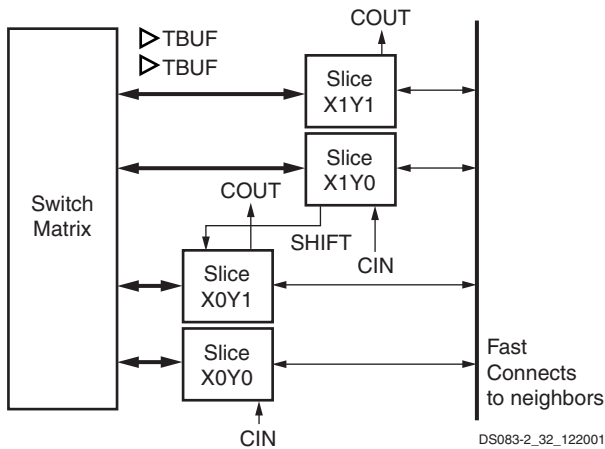 COUT
TBUF
TBUF
Slice
X1Y1
Slice
X1Y0
Switch
Matrix
COUT
SHIFT
CIN
Slice
X0Y1
Slice
X0Y0
Fast
Connects
to neighbors
CIN
DS083-2_32_122001